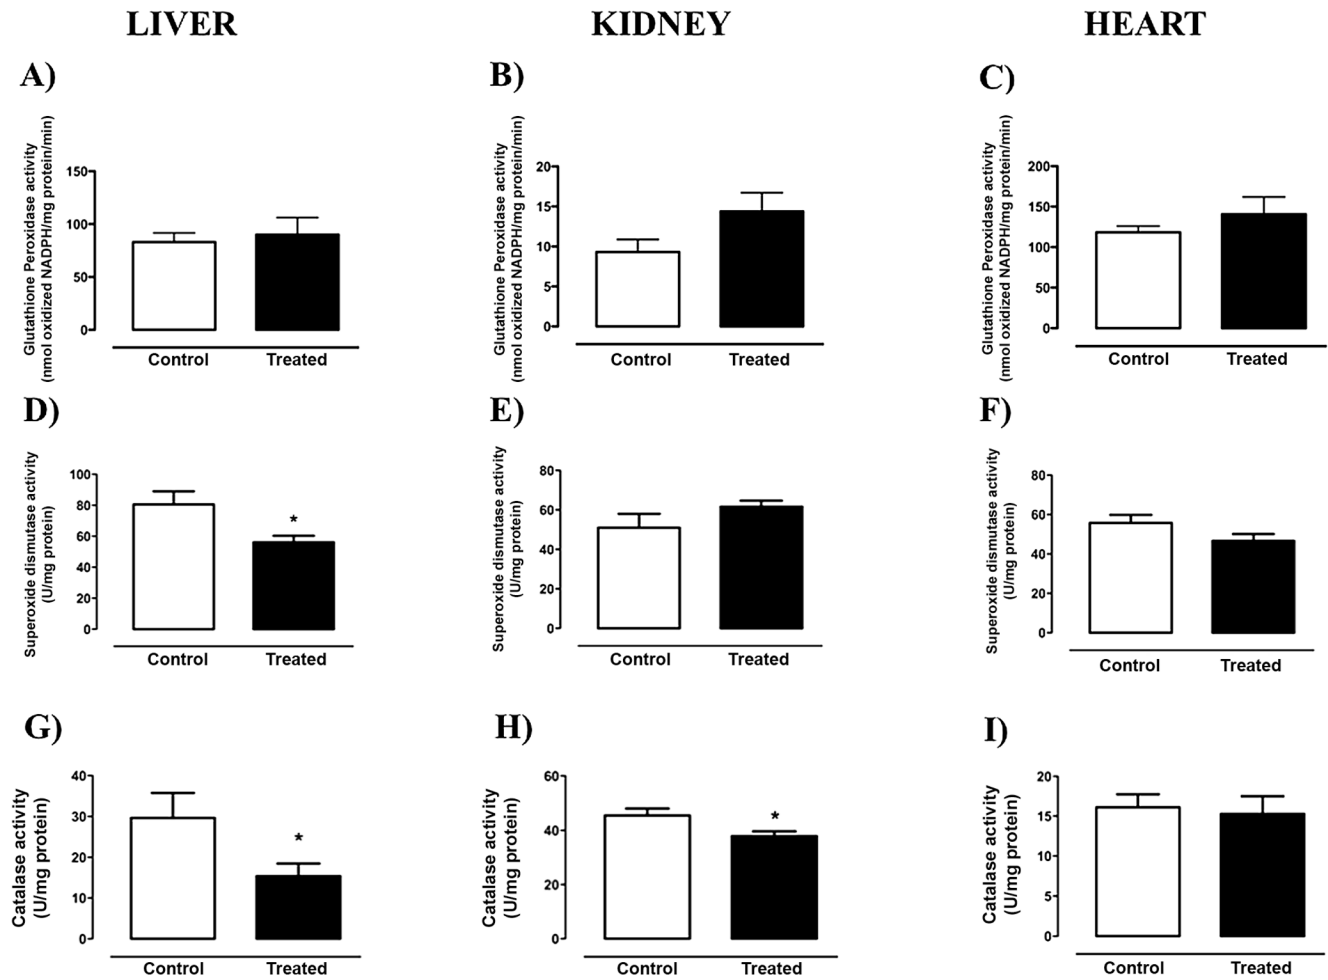 LIVER
KIDNEY
HEART
A)
Glutathione Peroxidase activity
(nmol oxidized NADPH/mg protein/min)
150
100
50
0
Control Treated
B)
Glutathione Peroxidase activity
(nmol oxidized NADPH/mg protein/min)
20
15
10
5
0
Control Treated
C)
Glutathione Peroxidase activity
(nmol oxidized NADPH/mg protein/min)
200
150
100
50
0
Control Treated
D)
Superoxide dismutase activity
(U/mg protein)
100
80
60
40
20
0
*
Control Treated
E)
Superoxide dismutase activity
(U/mg protein)
80
60
40
20
0
Control Treated
F)
Superoxide dismutase activity
(U/mg protein)
80
60
40
20
0
Control Treated
G)
Catalase activity
(U/mg protein)
40
30
20
10
0
*
Control Treated
H)
Catalase activity
(U/mg protein)
60
40
20
0
*
Control Treated
I)
Catalase activity
(U/mg protein)
20
15
10
5
0
Control Treated